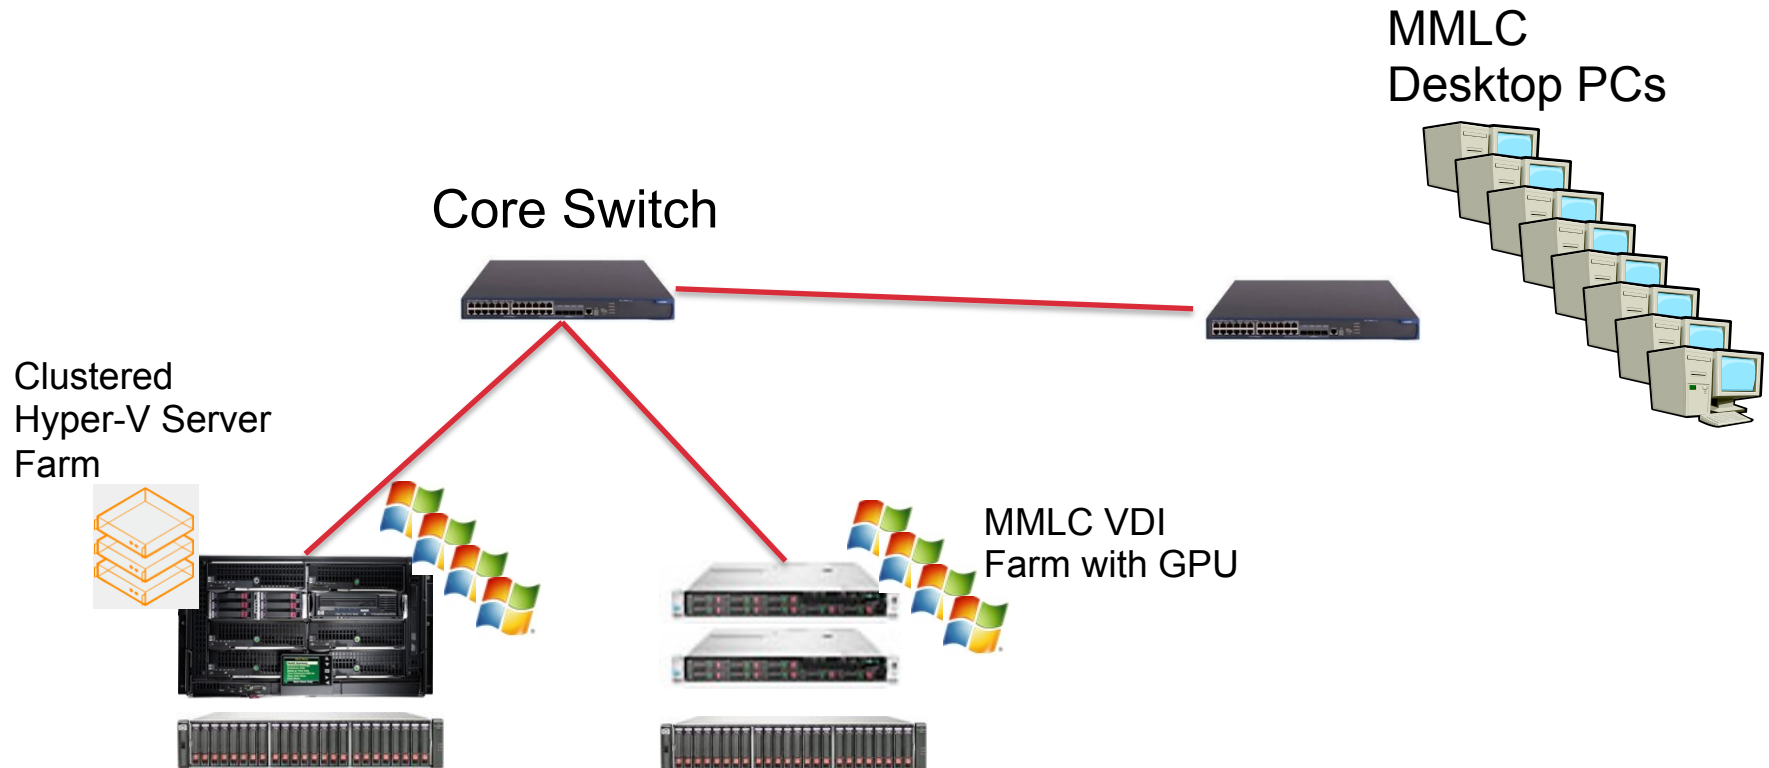 MMLC
Desktop PCs
Core Switch
Clustered
Hyper-V Server
Farm
MMLC VDI
Farm with GPU